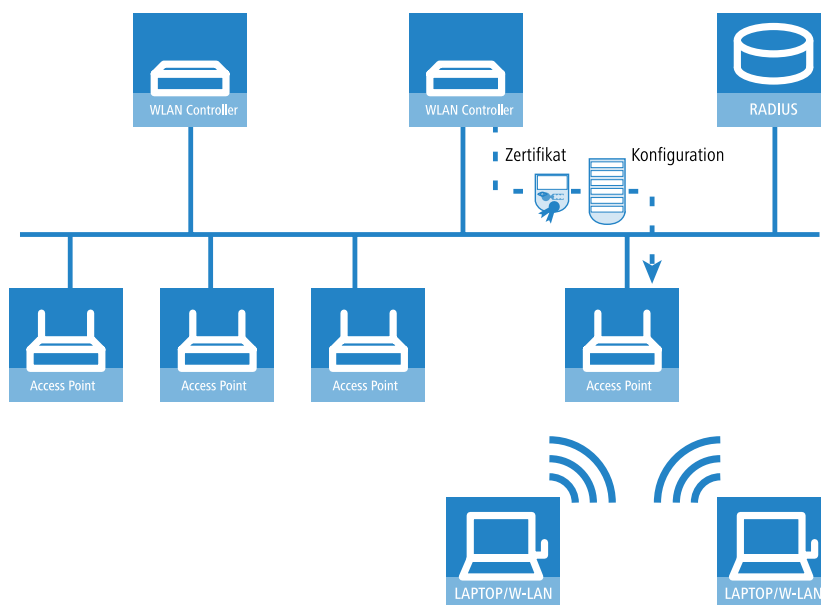 WLAN Controller
WLAN Controller
RADIUS
Zertifikat
Konfiguration
Access Point
Access Point
Access Point
Access Point
LAPTOP/W-LAN
LAPTOP/W-LAN